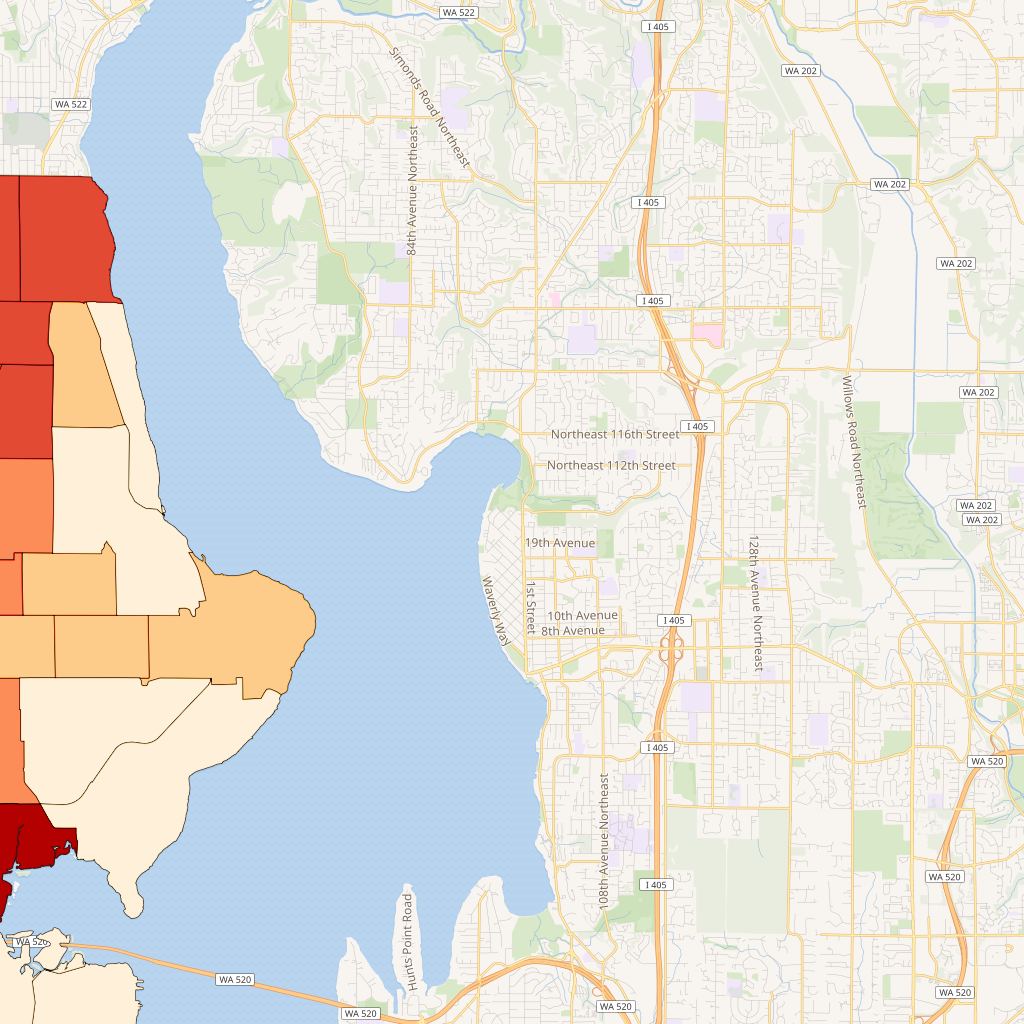 WA 522
I 405
WA 202
WA 522
Simonds Road Northeast
84th Avenue Northeast
WA 202
I 405
WA 202
I 405
WA 202
Willows Road Northeast
I 405
Northeast 116th Street
Northeast 112th Street
WA 202
WA 202
19th Avenue
128th Avenue Northeast
Waverly Way
1st Street
10th Avenue
I 405
8th Avenue
I 405
WA 520
108th Avenue Northeast
WA 520
I 405
Hunts Point Road
WA 520
WA 520
WA 520
WA 520
WA 520